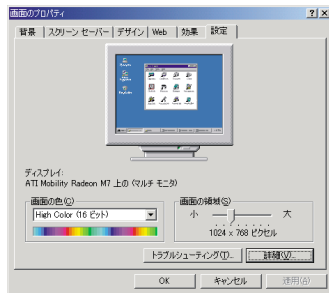 画面のプロパティ
背景 スクリーン セーバー デザイン Web 効果 設定
ディスプレイ:
ATI Mobility Radeon M7 上の (マルチ モニタ)
画面の色(C) 画面の領域(S)
High Color (16 ビット) 小 大
1024 x 768 ピクセル
トラブルシューティング(T)... 詳細(V)...
OK キャンセル 適用(A)